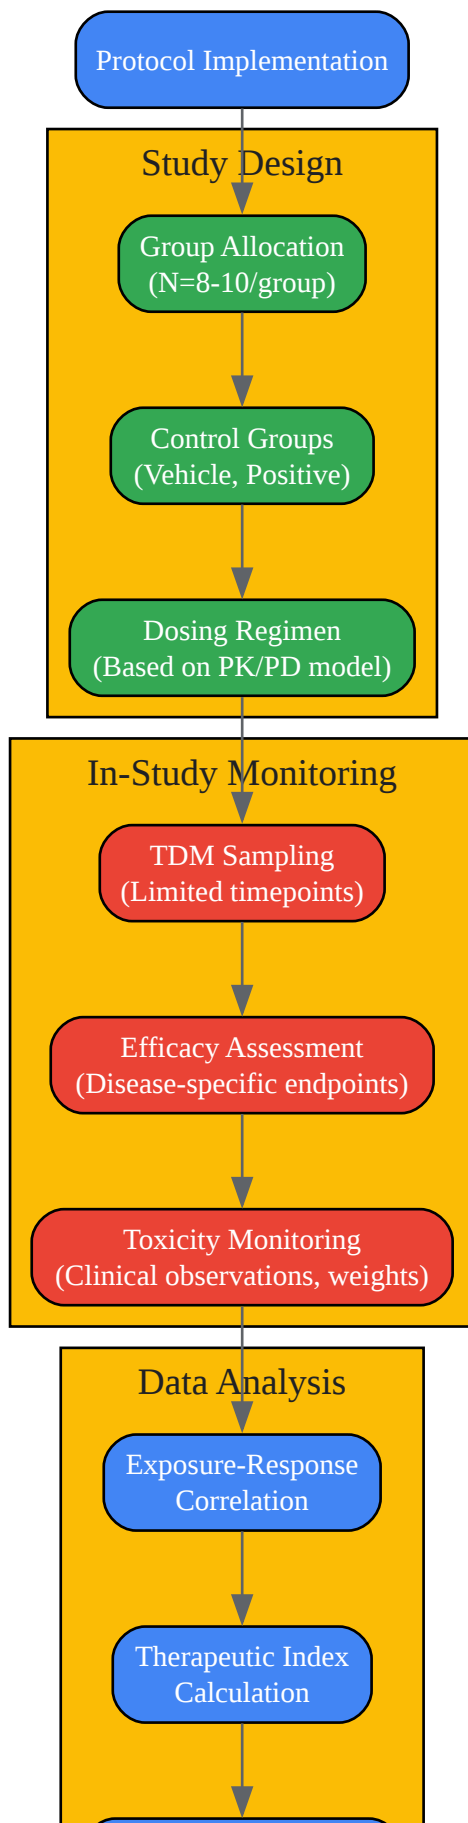 Protocol Implementation
Study Design
Group Allocation
(N=8-10/group)
Control Groups
(Vehicle, Positive)
Dosing Regimen
(Based on PK/PD model)
In-Study Monitoring
TDM Sampling
(Limited timepoints)
Efficacy Assessment
(Disease-specific endpoints)
Toxicity Monitoring
(Clinical observations, weights)
Data Analysis
Exposure-Response
Correlation
Therapeutic Index
Calculation